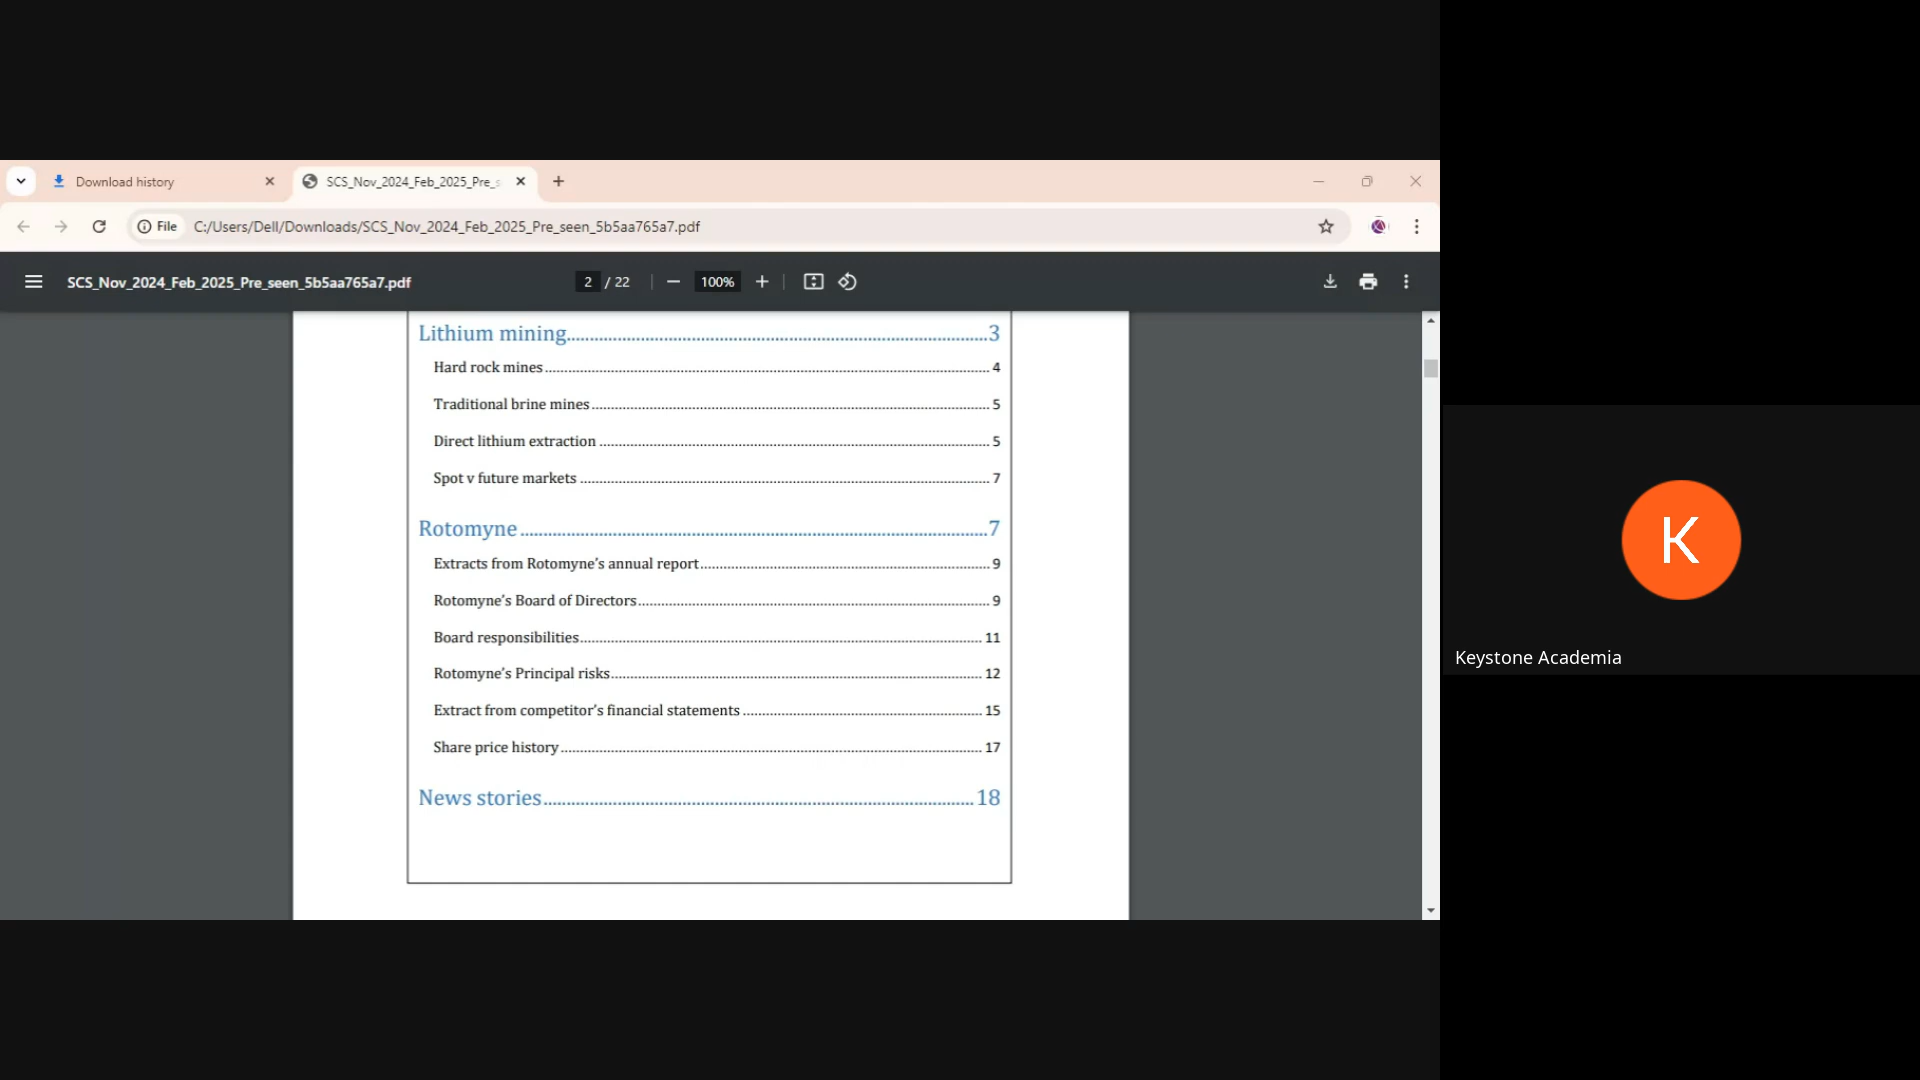 Download history
SCS_Nov_2024_Feb_2025_Pre_s
File
C:/Users/Dell/Downloads/SCS_Nov_2024_Feb_2025_Pre_seen_5b5aa765a7.pdf
SCS_Nov_2024_Feb_2025_Pre_seen_5b5aa765a7.pdf
2 / 22
100%
Lithium mining 3
Hard rock mines 4
Traditional brine mines 5
Direct lithium extraction 5
Spot v future markets 7
Rotomyne 7
Extracts from Rotomyne's annual report 9
Rotomyne's Board of Directors 9
Board responsibilities 11
Rotomyne's Principal risks 12
Extract from competitor's financial statements 15
Share price history 17
News stories 18
K
Keystone Academia